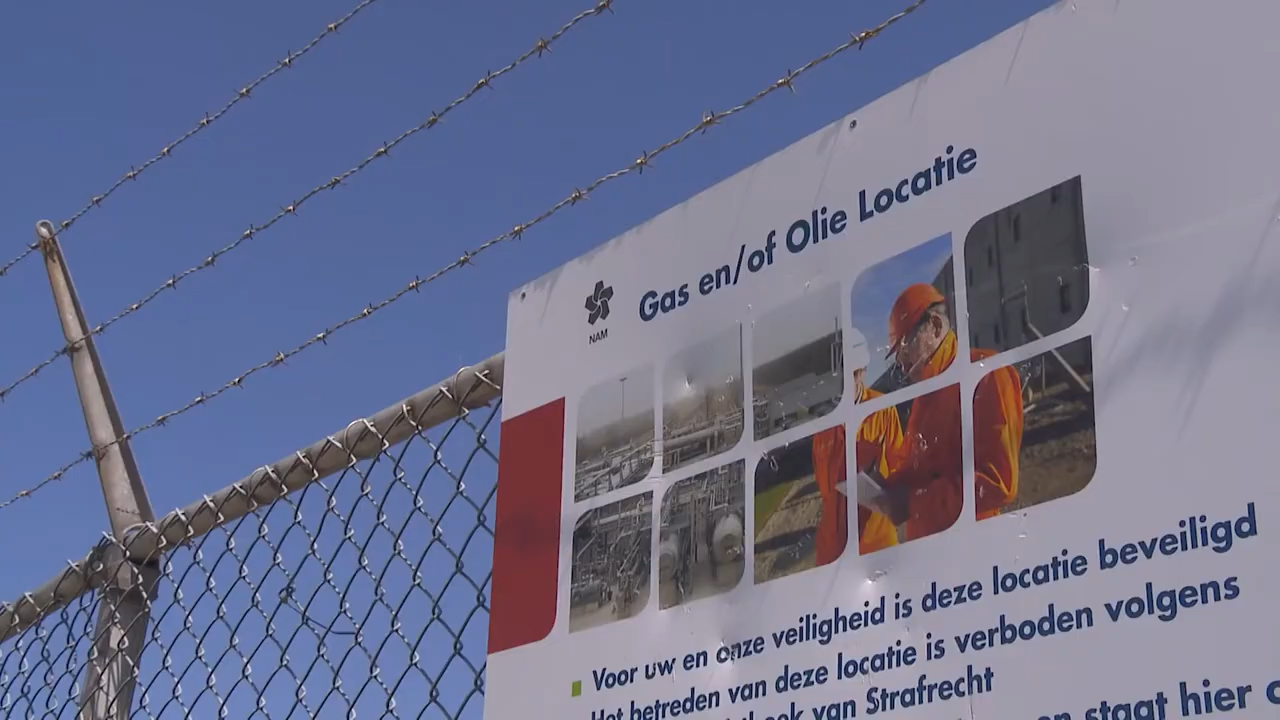 Gas en/of Olie Locatie
NAM
Voor uw en onze veiligheid is deze locatie beveiligd
Het betreden van deze locatie is verboden volgens
van Strafrecht
staat hier